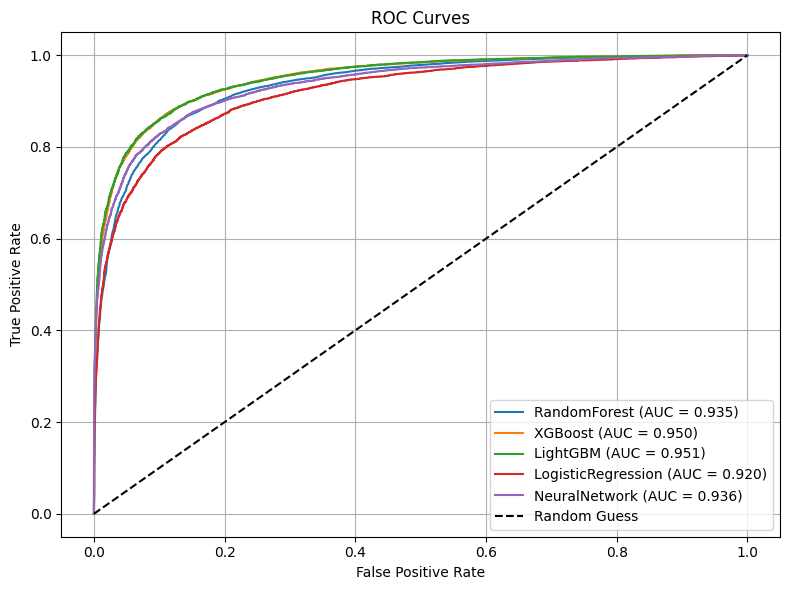 ROC Curves
True Positive Rate
1.0
0.8
0.6
0.4
0.2
0.0
RandomForest (AUC = 0.935)
XGBoost (AUC = 0.950)
LightGBM (AUC = 0.951)
LogisticRegression (AUC = 0.920)
NeuralNetwork (AUC = 0.936)
Random Guess
0.0 0.2 0.4 0.6 0.8 1.0
False Positive Rate